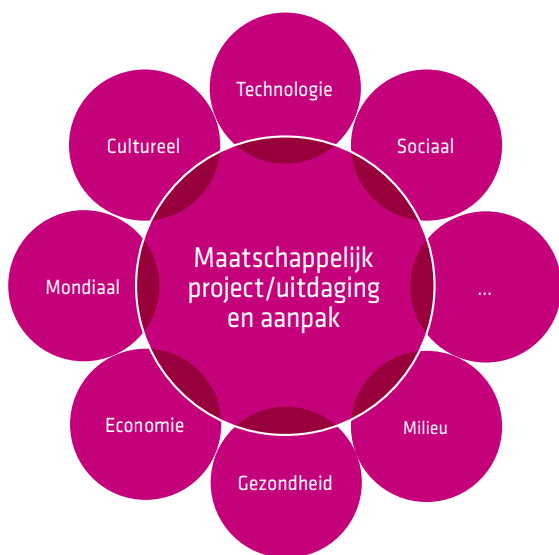 Technologie
Cultureel
Sociaal
Maatschappelijk
project/uitdaging
en aanpak
Mondiaal
...
Economie
Milieu
Gezondheid